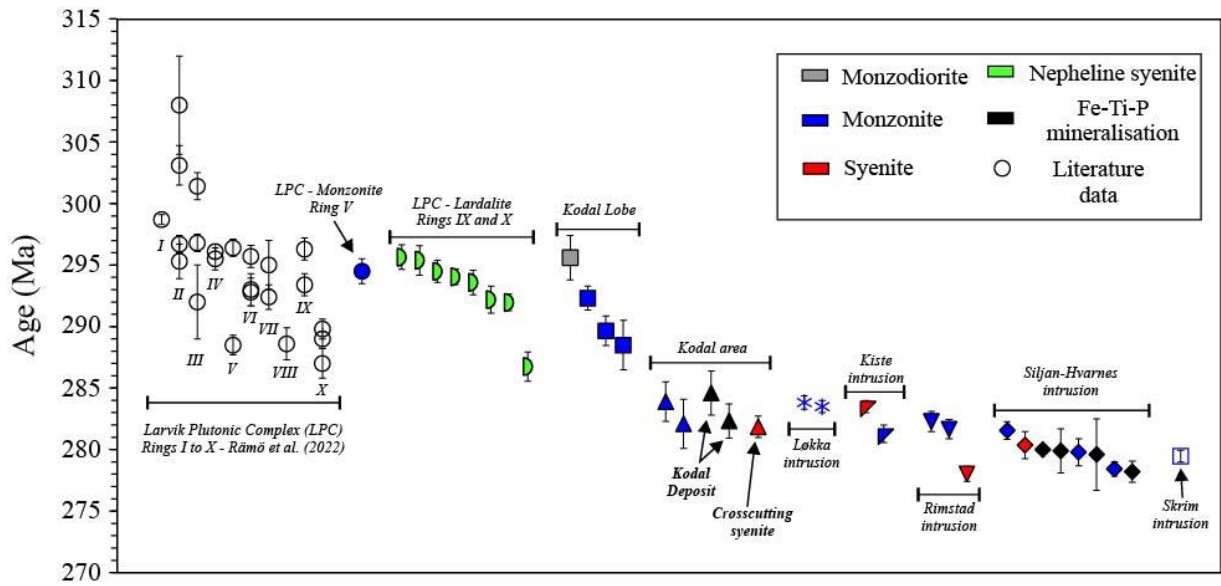 315
310
305
300
295
290
285
280
275
270
Age (Ma)
Monzodiorite
Nepheline syenite
Monzonite
Fe-Ti-P
mineralisation
Syenite
Literature
data
I
II
III
IV
V
VI
VII
VIII
IX
X
Larvik Plutonic Complex (LPC)
Rings I to X - Rämö et al. (2022)
LPC - Monzonite
Ring V
LPC - Lardalite
Rings IX and X
Kodal Lobe
Kodal area
Kodal
Deposit
Crosscutting
syenite
Løkka
intrusion
Kiste
intrusion
Rimstad
intrusion
Siljan-Hvarnes
intrusion
Skrim
intrusion